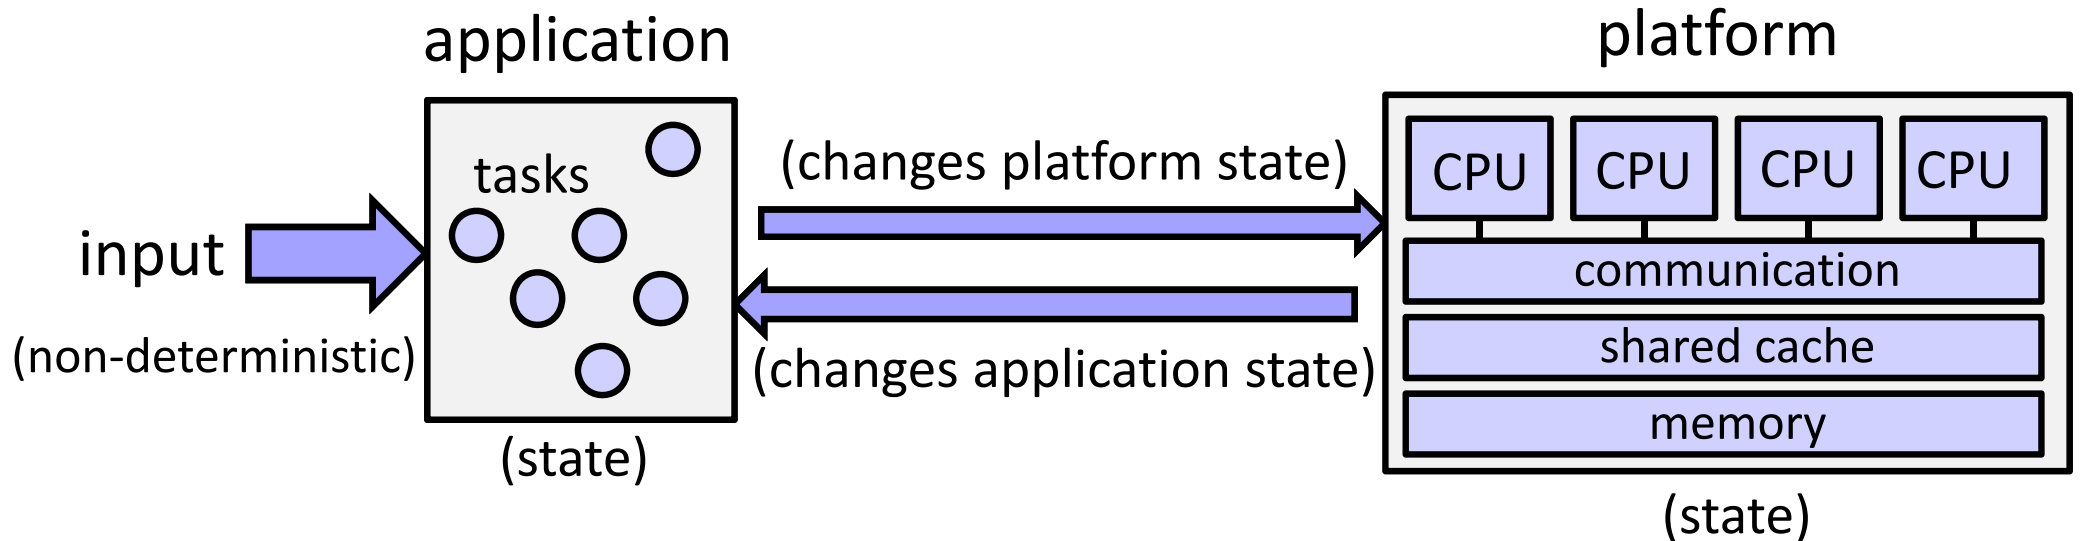 application
platform
tasks
(changes platform state)
CPU
CPU
CPU
CPU
input
communication
(non-deterministic)
(changes application state)
shared cache
memory
(state)
(state)